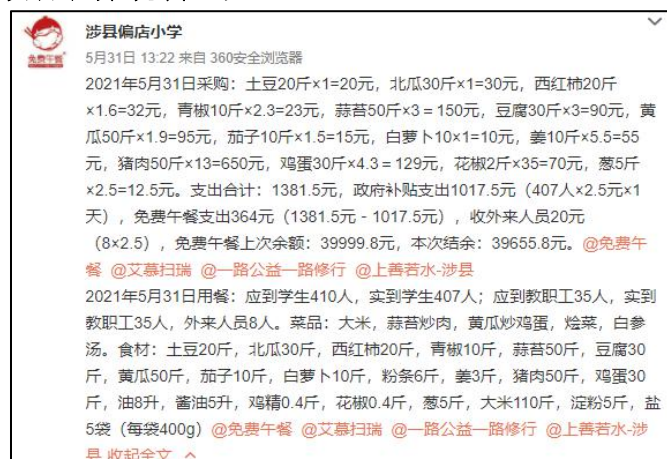 涉县偏店小学
5月31日 13:22 来自 360安全浏览器
免费午餐
2021年5月31日采购：土豆20斤×1=20元，北瓜30斤×1=30元，西红柿20斤
×1.6=32元，青椒10斤×2.3=23元，蒜苔50斤×3＝150元，豆腐30斤×3=90元，黄
瓜50斤×1.9=95元，茄子10斤×1.5=15元，白萝卜10×1=10元，姜10斤×5.5=55
元，猪肉50斤×13=650元，鸡蛋30斤×4.3＝129元，花椒2斤×35=70元，葱5斤
×2.5=12.5元。支出合计：1381.5元，政府补贴支出1017.5元（407人×2.5元×1
天），免费午餐支出364元（1381.5元 - 1017.5元），收外来人员20元
（8×2.5），免费午餐上次余额：39999.8元，本次结余：39655.8元。@免费午
餐 @艾慕扫瑞 @一路公益一路修行 @上善若水-涉县
2021年5月31日用餐：应到学生410人，实到学生407人；应到教职工35人，实到
教职工35人，外来人员8人。菜品：大米，蒜苔炒肉，黄瓜炒鸡蛋，烩菜，白参
汤。食材：土豆20斤，北瓜30斤，西红柿20斤，青椒10斤，蒜苔50斤，豆腐30
斤，黄瓜50斤，茄子10斤，白萝卜10斤，粉条6斤，姜3斤，猪肉50斤，鸡蛋30
斤，油8升，酱油5升，鸡精0.4斤，花椒0.4斤，葱5斤，大米110斤，淀粉5斤，盐
5袋（每袋400g）@免费午餐 @艾慕扫瑞 @一路公益一路修行 @上善若水-涉
县 收起全文